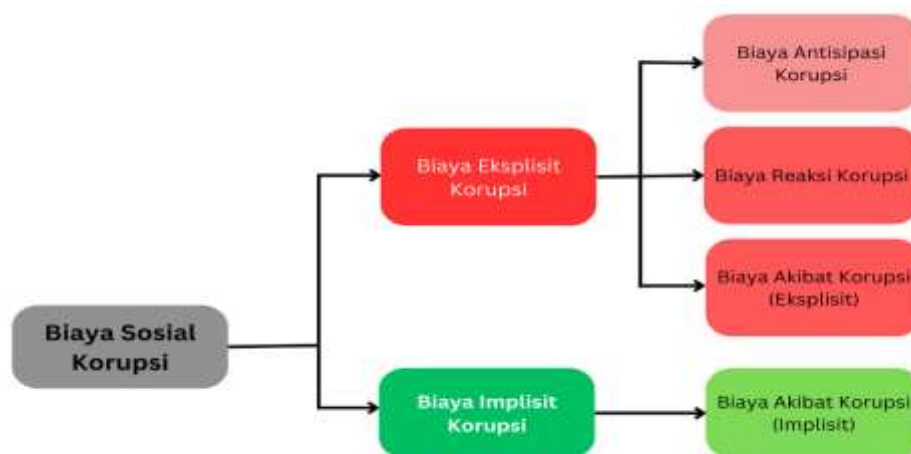 Biaya Antisipasi
Korupsi
Biaya Eksplisit
Korupsi
Biaya Reaksi Korupsi
Biaya Akibat Korupsi
(Eksplisit)
Biaya Sosial
Korupsi
Biaya Implisit
Korupsi
Biaya Akibat Korupsi
(Implisit)